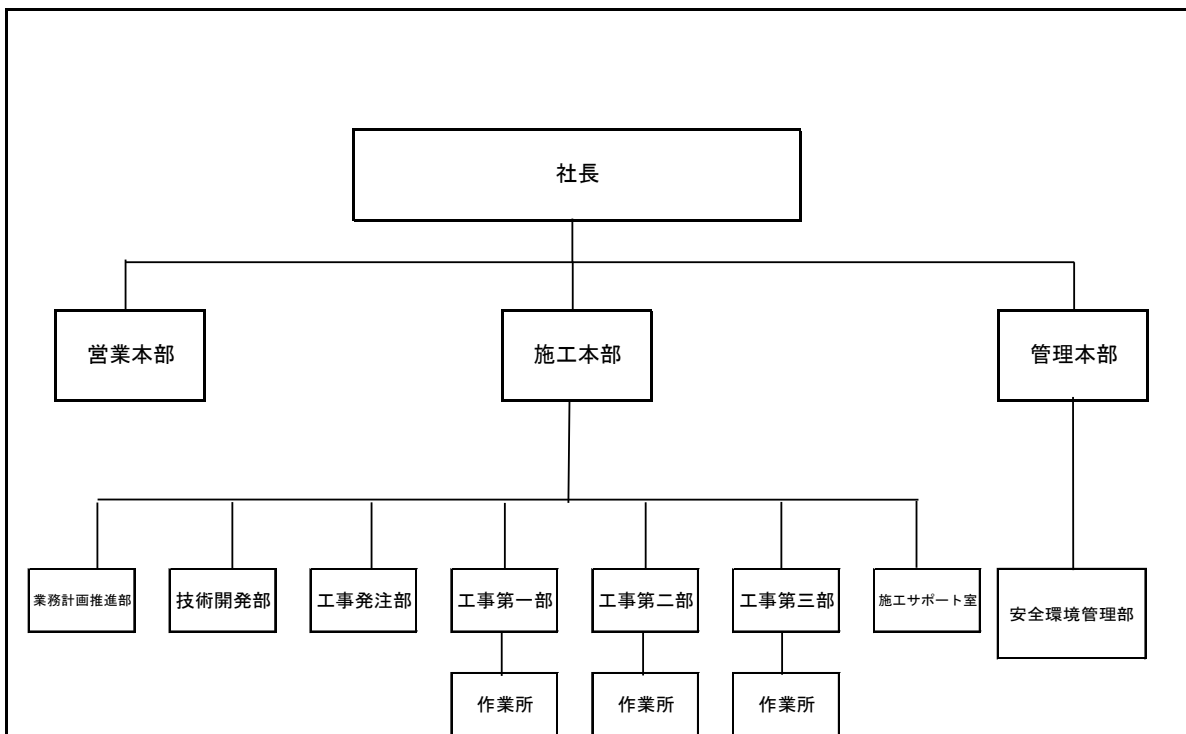 社長
営業本部
施工本部
管理本部
業務計画推進部
技術開発部
工事発注部
工事第一部
工事第二部
工事第三部
施工サポート室
安全環境管理部
作業所
作業所
作業所